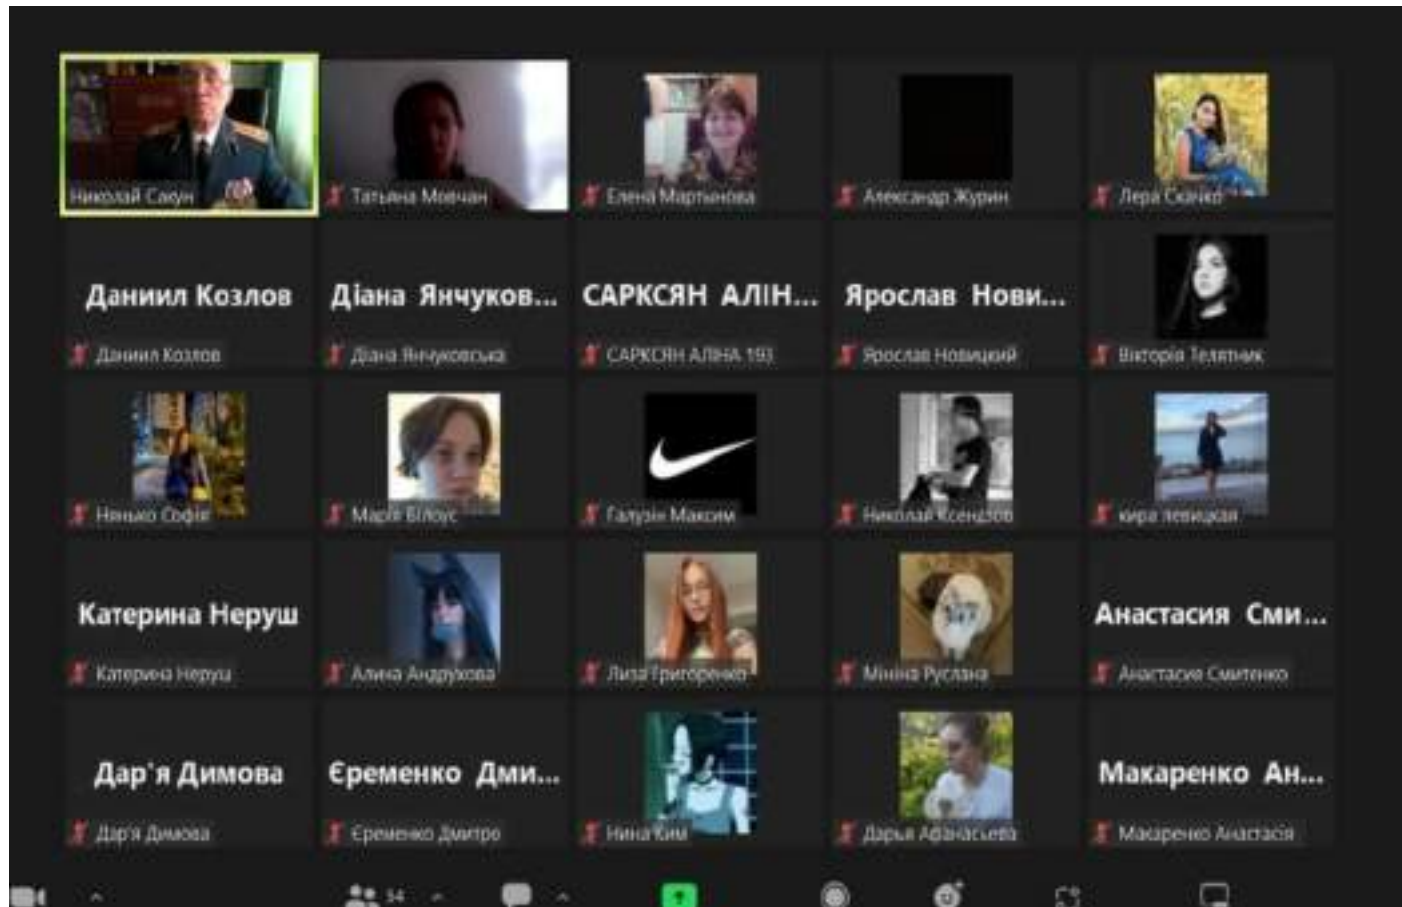 Николай Сакун
Татьяна Мовчан
Елена Мартынова
Александр Журин
Лера Скачко
Даниил Козлов
Діана Янчуков...
САРКСЯН АЛІН...
Ярослав Нови...
Даниил Козлов
Діана Янчуковська
САРКСЯН АЛІНА 193
Ярослав Новицкий
Вікторія Телятник
Нянько Софія
Марія Білоус
Галузін Максим
Николай Ксендзов
кира левицкая
Катерина Неруш
Анастасия Сми...
Катерина Неруш
Алина Андрухова
Лиза Григоренко
Мініна Руслана
Анастасия Смитенко
Дар'я Димова
Єременко Дми...
Макаренко Ан...
Дар'я Димова
Єременко Дмитро
Нина Ким
Дарья Афанасьева
Макаренко Анастасія
34